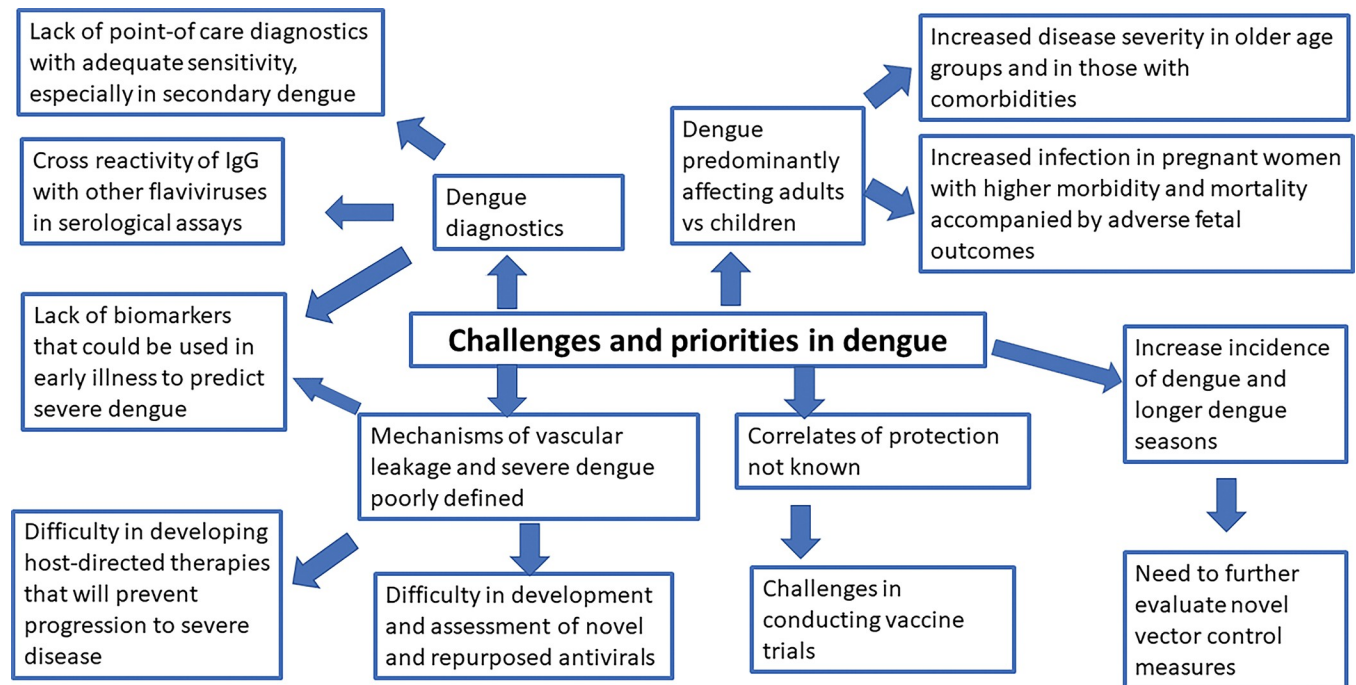 Lack of point-of care diagnostics
with adequate sensitivity,
especially in secondary dengue
Cross reactivity of IgG
with other flaviviruses
in serological assays
Dengue
diagnostics
Dengue
predominantly
affecting adults
vs children
Increased disease severity in older age
groups and in those with
comorbidities
Increased infection in pregnant women
with higher morbidity and mortality
accompanied by adverse fetal
outcomes
Lack of biomarkers
that could be used in
early illness to predict
severe dengue
Challenges and priorities in dengue
Increase incidence
of dengue and
longer dengue
seasons
Mechanisms of vascular
leakage and severe dengue
poorly defined
Correlates of protection
not known
Difficulty in developing
host-directed therapies
that will prevent
progression to severe
disease
Difficulty in development
and assessment of novel
and repurposed antivirals
Challenges in
conducting vaccine
trials
Need to further
evaluate novel
vector control
measures